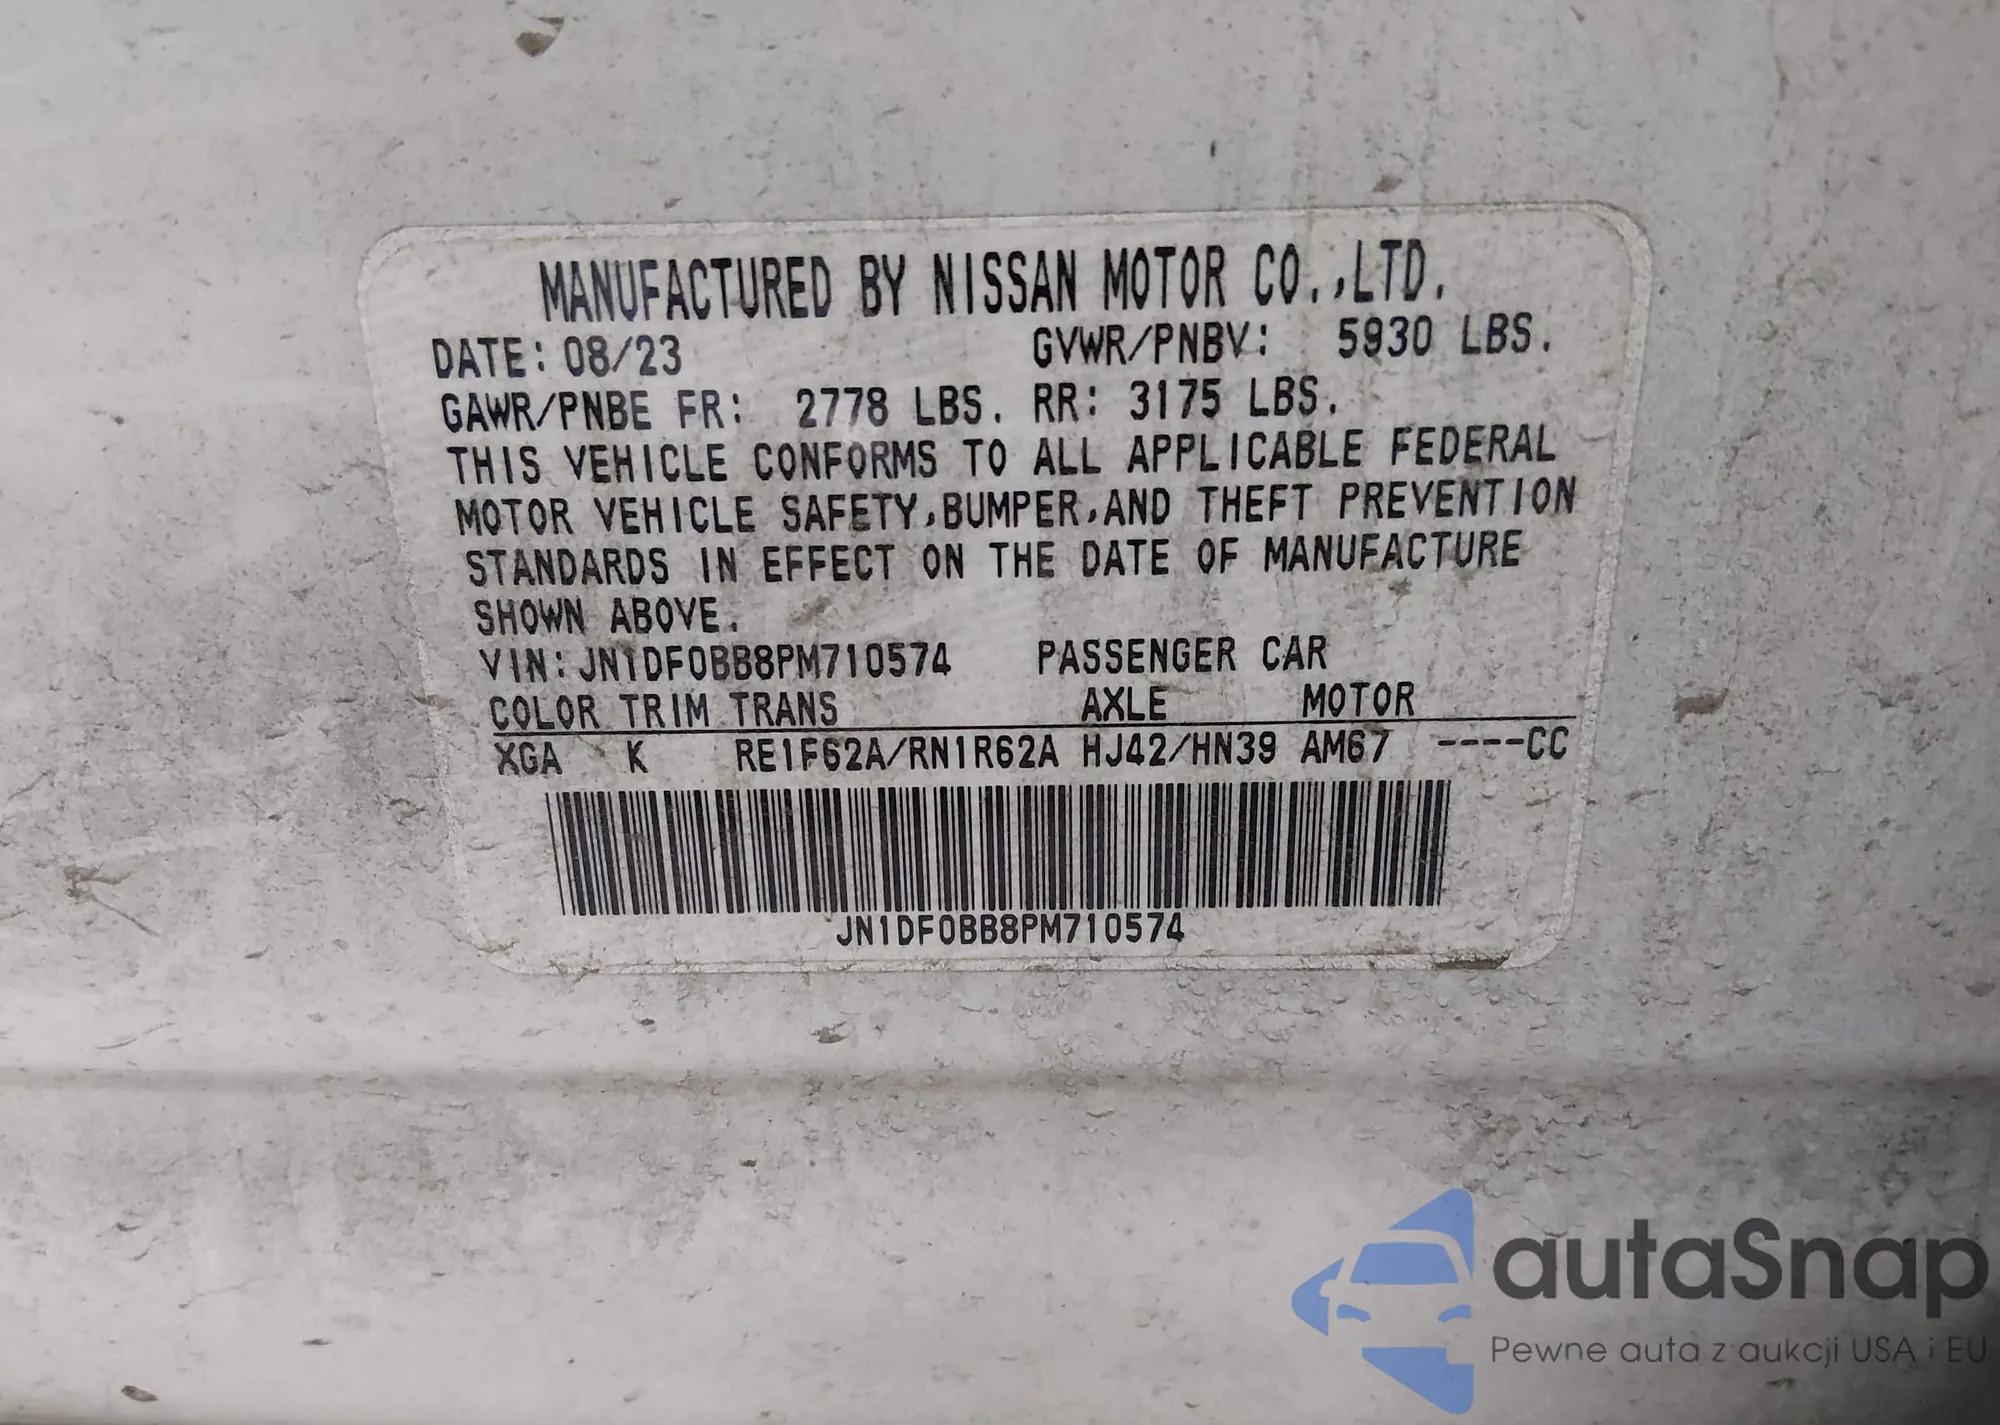 MANUFACTURED BY NISSAN MOTOR CO.,LTD.
DATE: 08/23 GVWR/PNBV: 5930 LBS.
GAWR/PNBE FR: 2778 LBS. RR: 3175 LBS.
THIS VEHICLE CONFORMS TO ALL APPLICABLE FEDERAL
MOTOR VEHICLE SAFETY,BUMPER,AND THEFT PREVENTION
STANDARDS IN EFFECT ON THE DATE OF MANUFACTURE
SHOWN ABOVE.
VIN:JN1DF0BB8PM710574 PASSENGER CAR
COLOR TRIM TRANS AXLE MOTOR
XGA K RE1F62A/RN1R62A HJ42/HN39 AM67 ----CC
JN1DF0BB8PM710574
autaSnap
Pewne auta z aukcji USA i EU